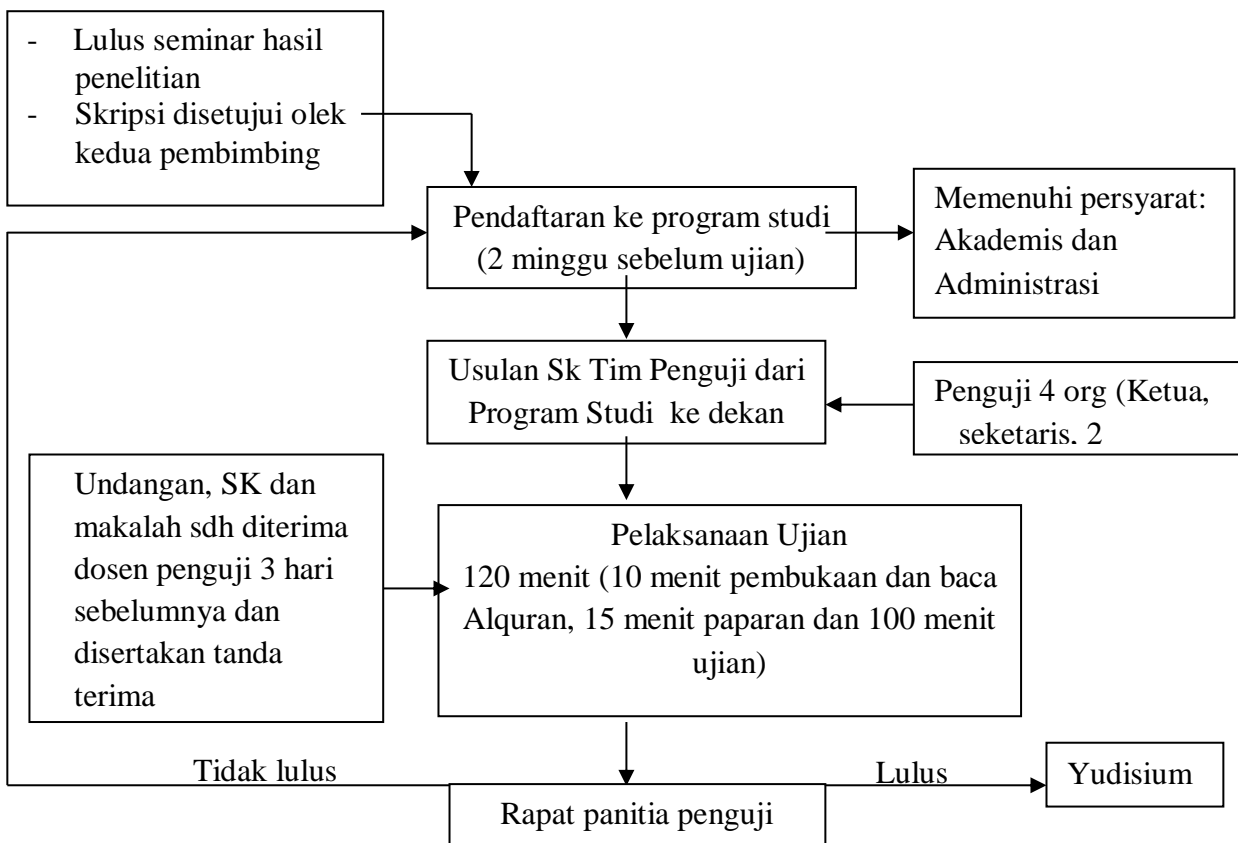 - Lulus seminar hasil
penelitian
- Skripsi disetujui olek
kedua pembimbing
Pendaftaran ke program studi
(2 minggu sebelum ujian)
Memenuhi persyarat:
Akademis dan
Administrasi
Usulan Sk Tim Penguji dari
Program Studi ke dekan
Penguji 4 org (Ketua,
seketaris, 2
Undangan, SK dan
makalah sdh diterima
dosen penguji 3 hari
sebelumnya dan
disertakan tanda
terima
Pelaksanaan Ujian
120 menit (10 menit pembukaan dan baca
Alquran, 15 menit paparan dan 100 menit
ujian)
Tidak lulus
Lulus
Yudisium
Rapat panitia penguji